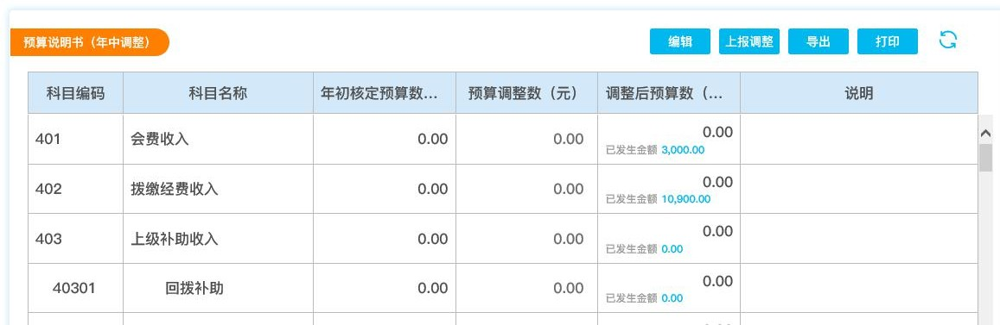 预算说明书（年中调整）
编辑 上报调整 导出 打印
科目编码 科目名称 年初核定预算数... 预算调整数（元） 调整后预算数（... 说明
401 会费收入 0.00 0.00 0.00
已发生金额 3,000.00
402 拨缴经费收入 0.00 0.00 0.00
已发生金额 10,900.00
403 上级补助收入 0.00 0.00 0.00
已发生金额 0.00
40301 回拨补助 0.00 0.00 0.00
已发生金额 0.00